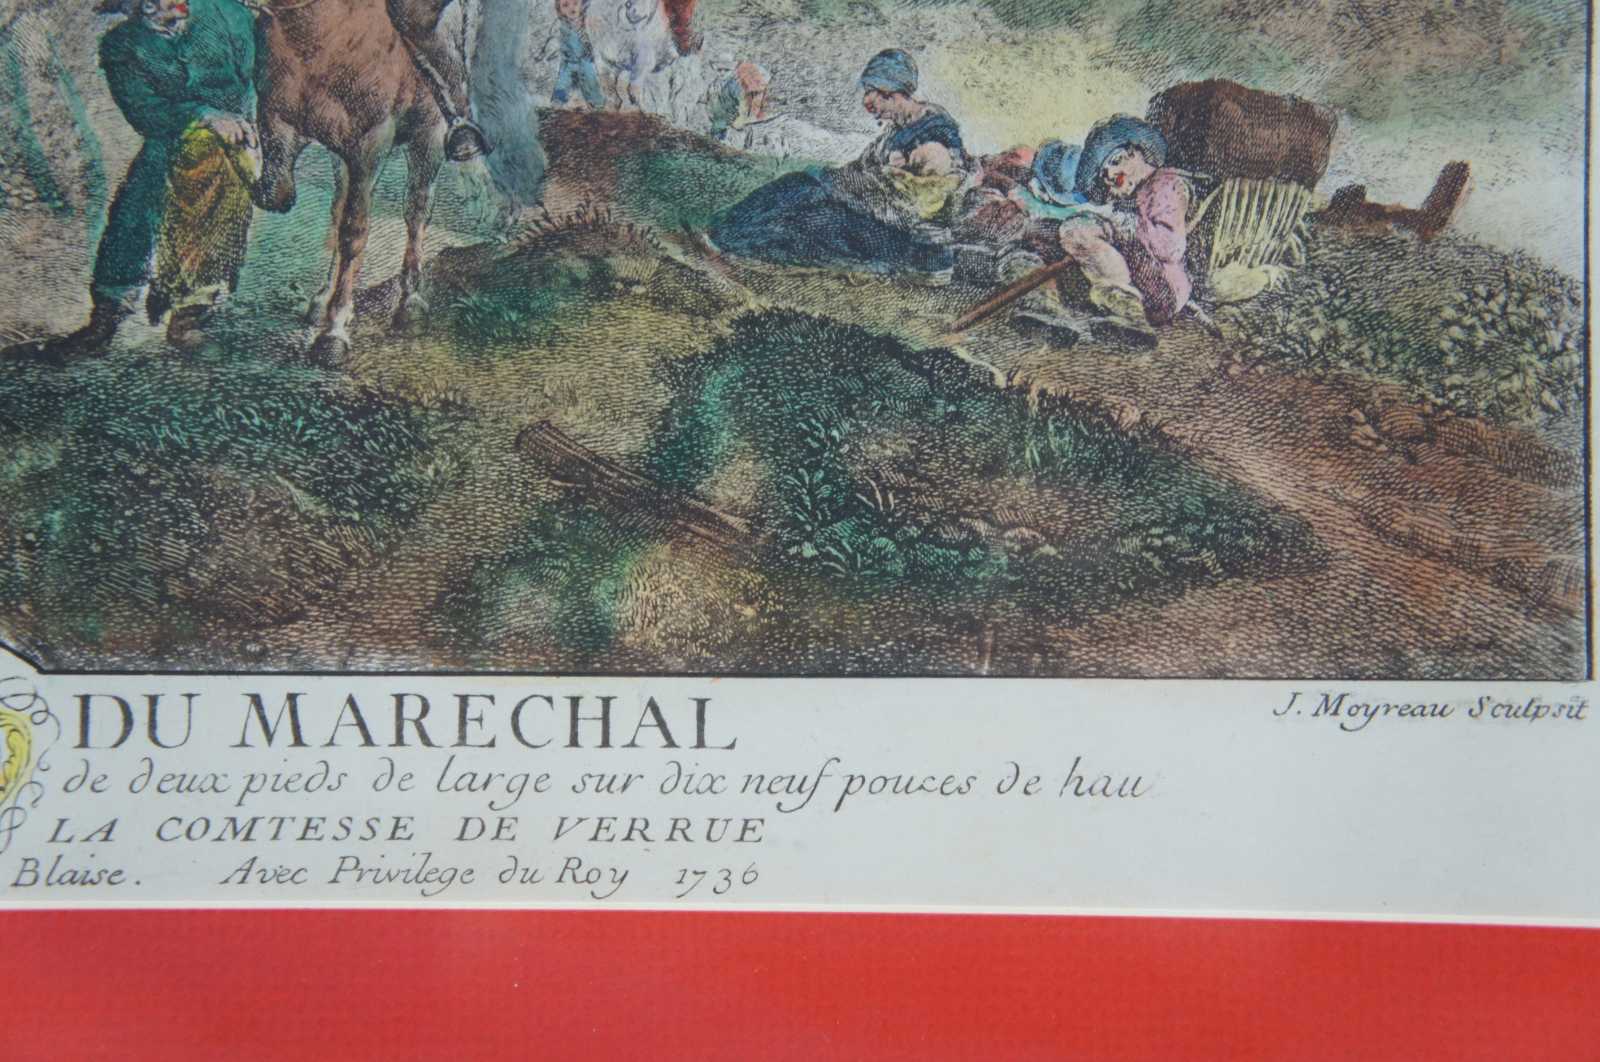 DU MARECHAL
J. Moyreau Sculpsit
de deux pieds de large sur dix neuf pouces de hau
LA COMTESSE DE VERRUE
Blaise. Avec Privilege du Roy 1736